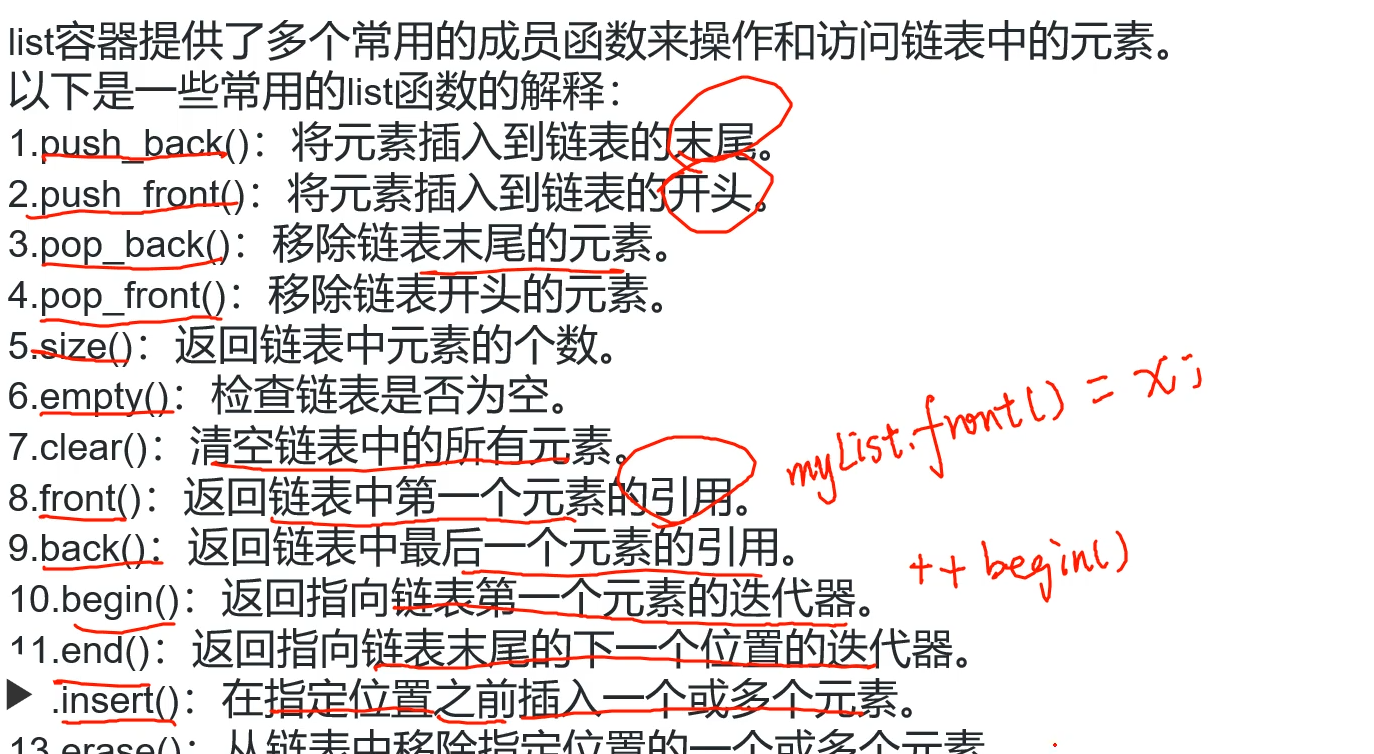 list容器提供了多个常用的成员函数来操作和访问链表中的元素。
以下是一些常用的list函数的解释：
1.push_back()：将元素插入到链表的末尾。
2.push_front()：将元素插入到链表的开头。
3.pop_back()：移除链表末尾的元素。
4.pop_front()：移除链表开头的元素。
5.size()：返回链表中元素的个数。
6.empty()：检查链表是否为空。
7.clear()：清空链表中的所有元素。
8.front()：返回链表中第一个元素的引用。
myList.front() = x;
9.back()：返回链表中最后一个元素的引用。
++begin()
10.begin()：返回指向链表第一个元素的迭代器。
11.end()：返回指向链表末尾的下一个位置的迭代器。
.insert()：在指定位置之前插入一个或多个元素。
13.erase()：从链表中移除指定位置的一个或多个元素